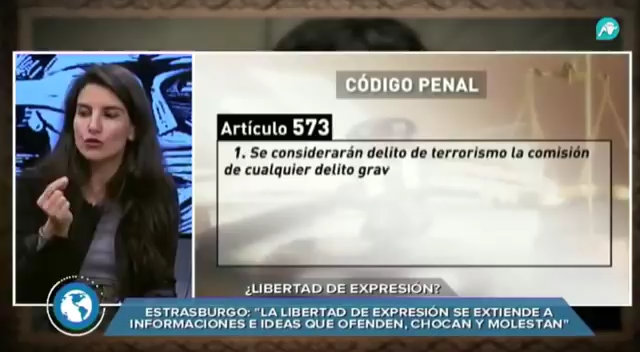 CÓDIGO PENAL
Artículo 573
1. Se considerarán delito de terrorismo la comisión
de cualquier delito grav
¿LIBERTAD DE EXPRESIÓN?
ESTRASBURGO: "LA LIBERTAD DE EXPRESIÓN SE EXTIENDE A
INFORMACIONES E IDEAS QUE OFENDEN, CHOCAN Y MOLESTAN"